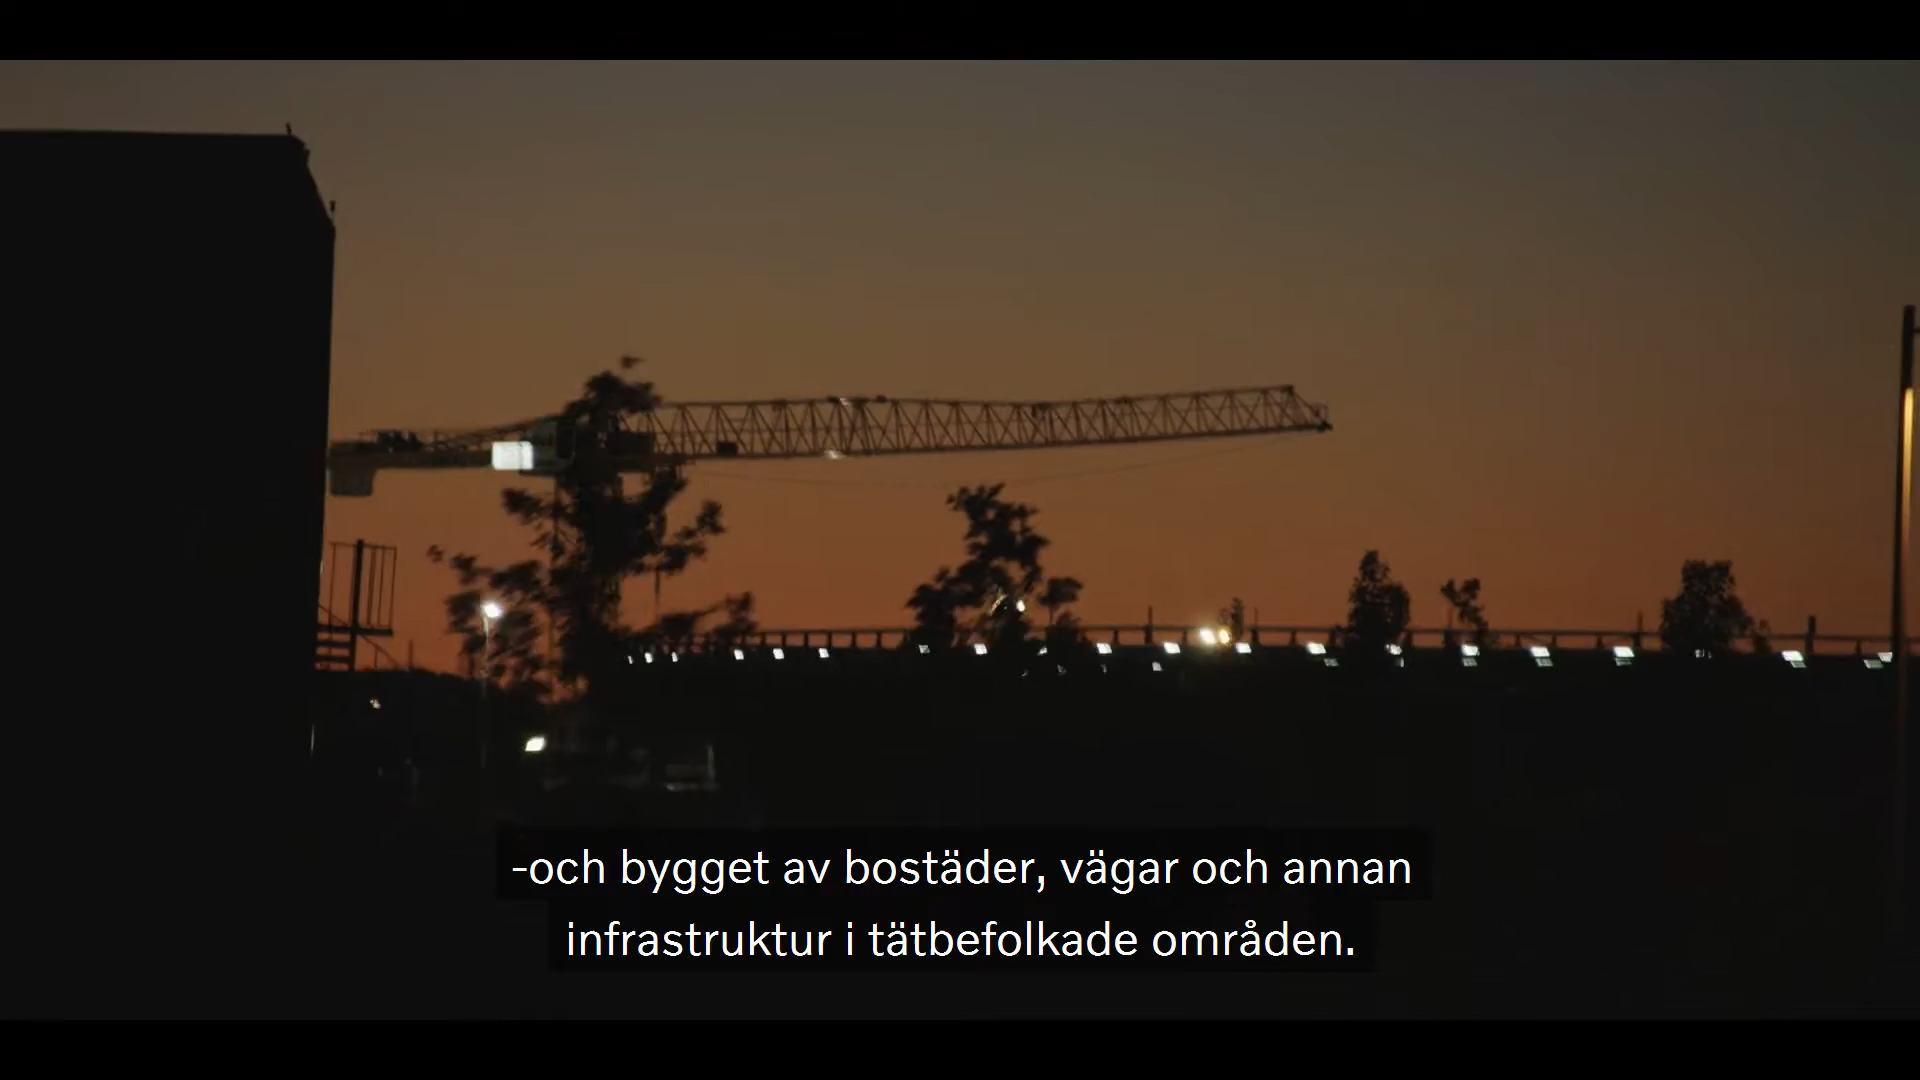 -och bygget av bostäder, vägar och annan
infrastruktur i tätbefolkade områden.